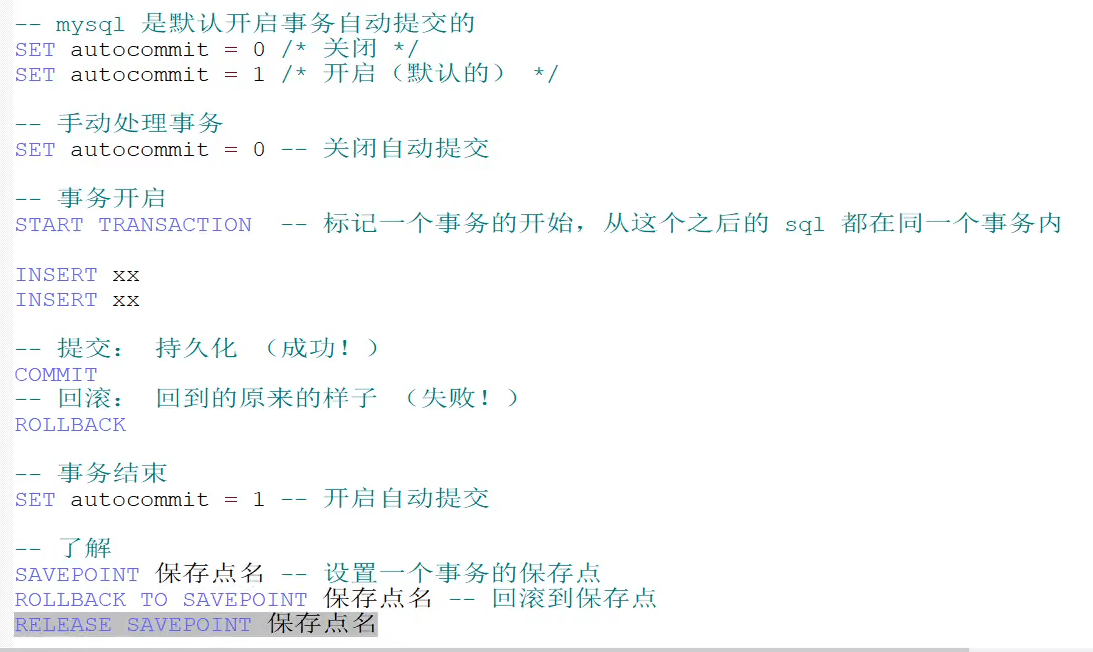 -- mysql 是默认开启事务自动提交的
SET autocommit = 0 /* 关闭 */
SET autocommit = 1 /* 开启（默认的） */
-- 手动处理事务
SET autocommit = 0 -- 关闭自动提交
-- 事务开启
START TRANSACTION -- 标记一个事务的开始，从这个之后的 sql 都在同一个事务内
INSERT xx
INSERT xx
-- 提交： 持久化 （成功！）
COMMIT
-- 回滚： 回到的原来的样子 （失败！）
ROLLBACK
-- 事务结束
SET autocommit = 1 -- 开启自动提交
-- 了解
SAVEPOINT 保存点名 -- 设置一个事务的保存点
ROLLBACK TO SAVEPOINT 保存点名 -- 回滚到保存点
RELEASE SAVEPOINT 保存点名